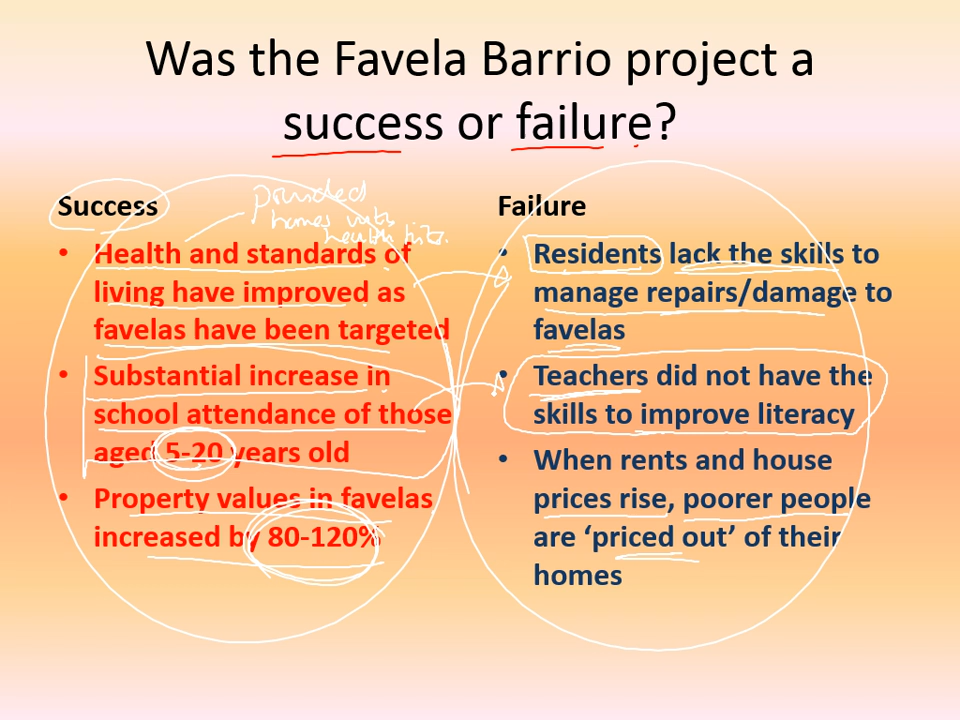 Was the Favela Barrio project a
success or failure?
Success
provided
homes with
health
• Health and standards of
living have improved as
favelas have been targeted
• Substantial increase in
school attendance of those
aged 5-20 years old
• Property values in favelas
increased by 80-120%
Failure
• Residents lack the skills to
manage repairs/damage to
favelas
• Teachers did not have the
skills to improve literacy
• When rents and house
prices rise, poorer people
are ‘priced out’ of their
homes